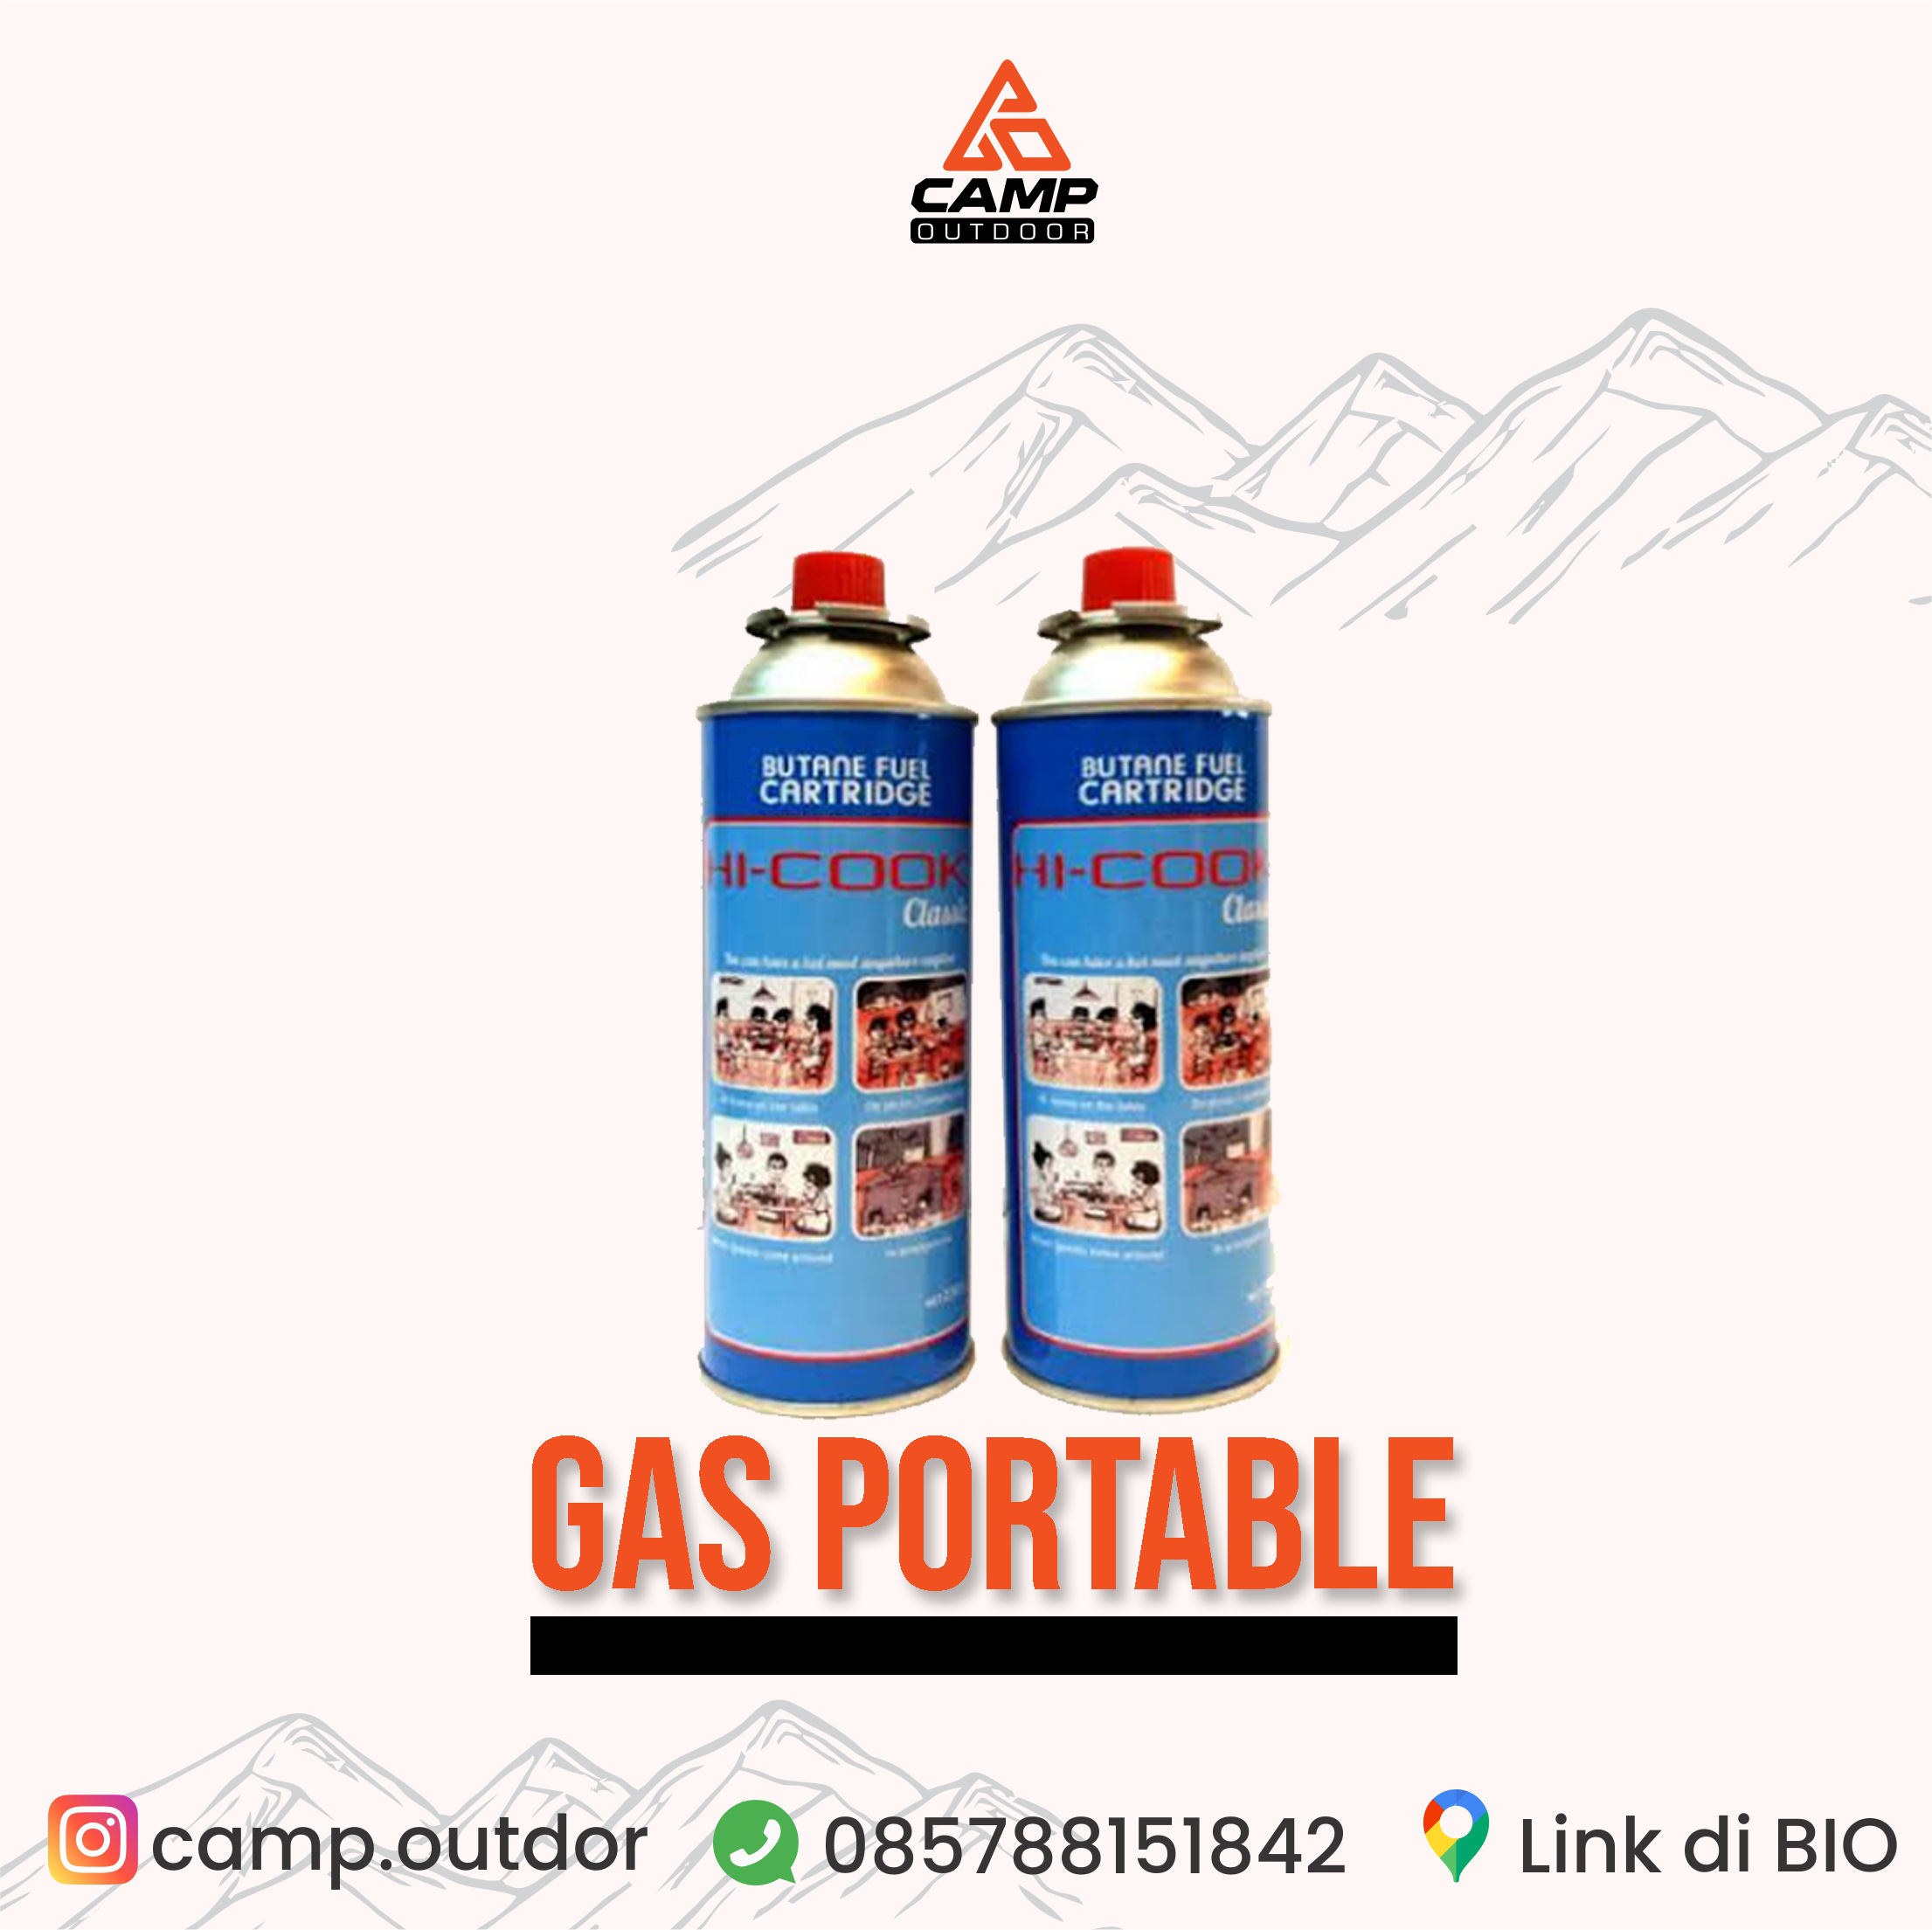 CAMP
OUTDOOR
BUTANE FUEL
CARTRIDGE
HI-COOK
Classic
BUTANE FUEL
CARTRIDGE
HI-COOK
GAS PORTABLE
camp.outdor
085788151842
Link di BIO